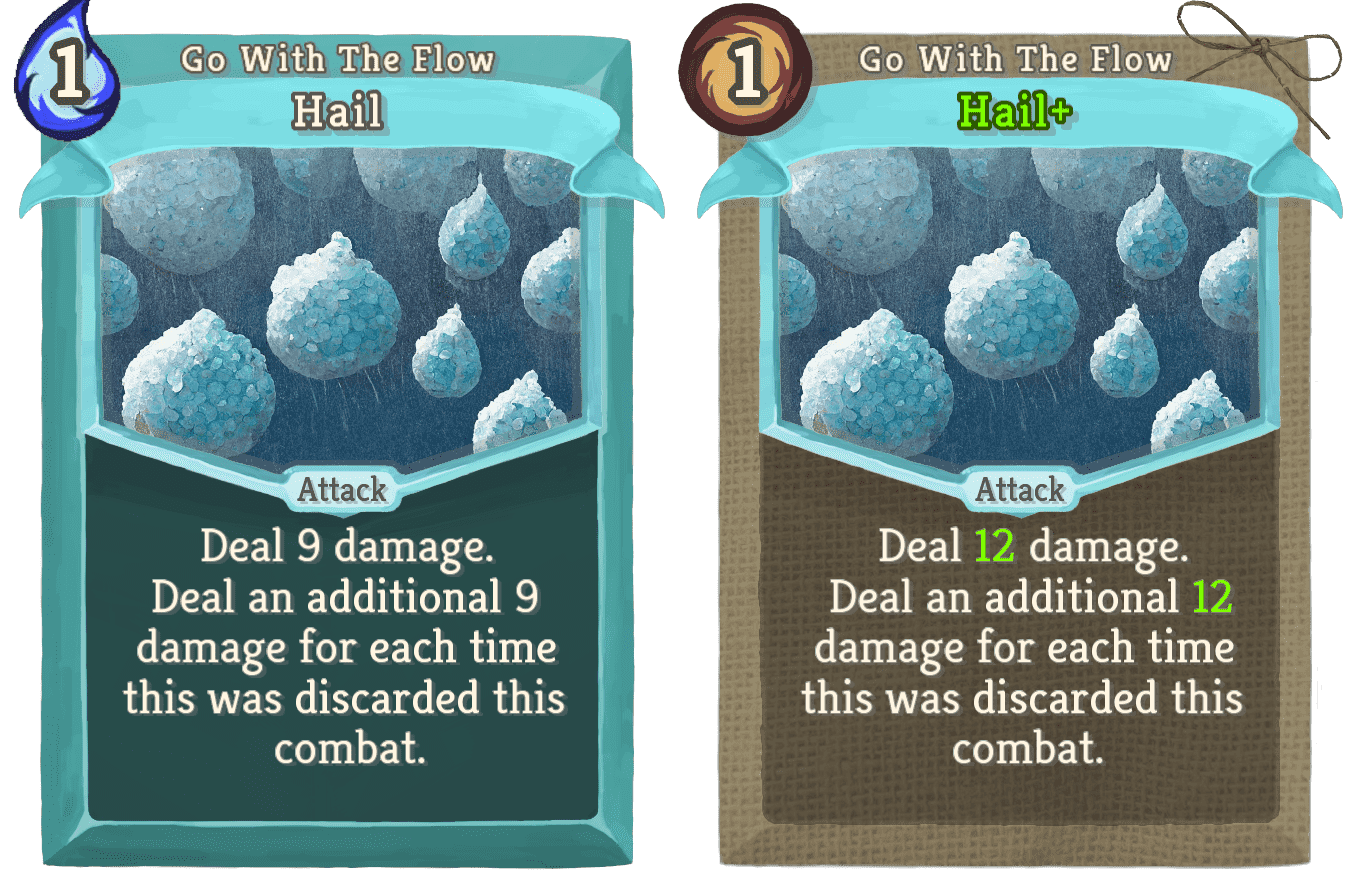 1
Go With The Flow
Hail
Attack
Deal 9 damage.
Deal an additional 9
damage for each time
this was discarded this
combat.
1
Go With The Flow
Hail+
Attack
Deal 12 damage.
Deal an additional 12
damage for each time
this was discarded this
combat.